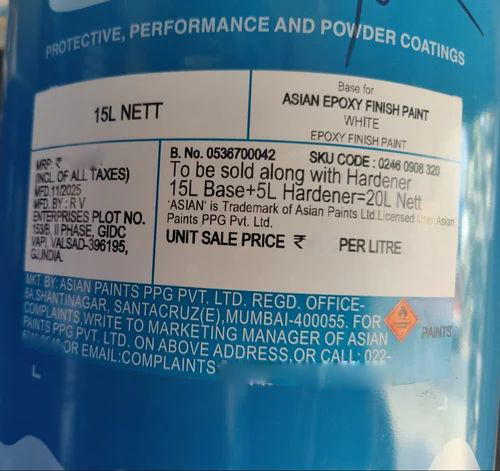 PROTECTIVE, PERFORMANCE AND POWDER COATINGS
15L NETT
Base for
ASIAN EPOXY FINISH PAINT
WHITE
EPOXY FINISH PAINT
MRP: ₹
(INCL. OF ALL TAXES)
MFD.11/2025
MFD. BY : R V
ENTERPRISES PLOT NO.
153/B, II PHASE, GIDC
VAPI, VALSAD-396195,
GJ,INDIA.
B. No. 0536700042 SKU CODE : 0246 0908 320
To be sold along with Hardener
15L Base+5L Hardener=20L Nett
'ASIAN' is Trademark of Asian Paints Ltd.Licensed Asian
Paints PPG Pvt. Ltd.
UNIT SALE PRICE ₹ PER LITRE
MKT BY: ASIAN PAINTS PPG PVT. LTD. REGD. OFFICE-
6A,SHANTINAGAR, SANTACRUZ(E),MUMBAI-400055. FOR
COMPLAINTS WRITE TO MARKETING MANAGER OF ASIAN PAINTS
PAINTS PPG PVT. LTD. ON ABOVE ADDRESS,OR CALL: 022-
OR EMAIL:COMPLAINTS